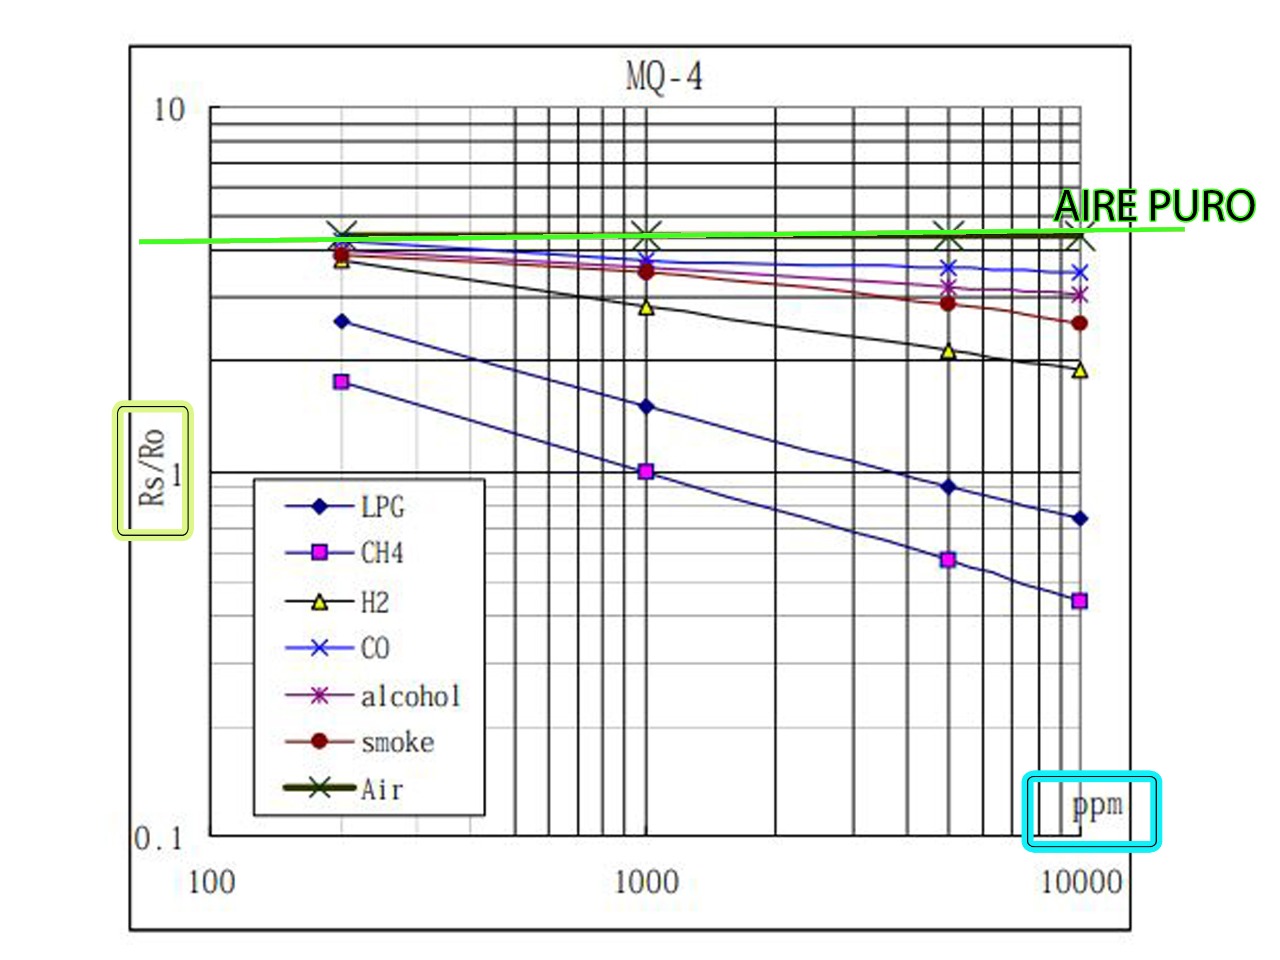 MQ-4
10
AIRE PURO
Rs/Ro
1
LPG
CH4
H2
CO
alcohol
smoke
Air
ppm
0.1
100 1000 10000